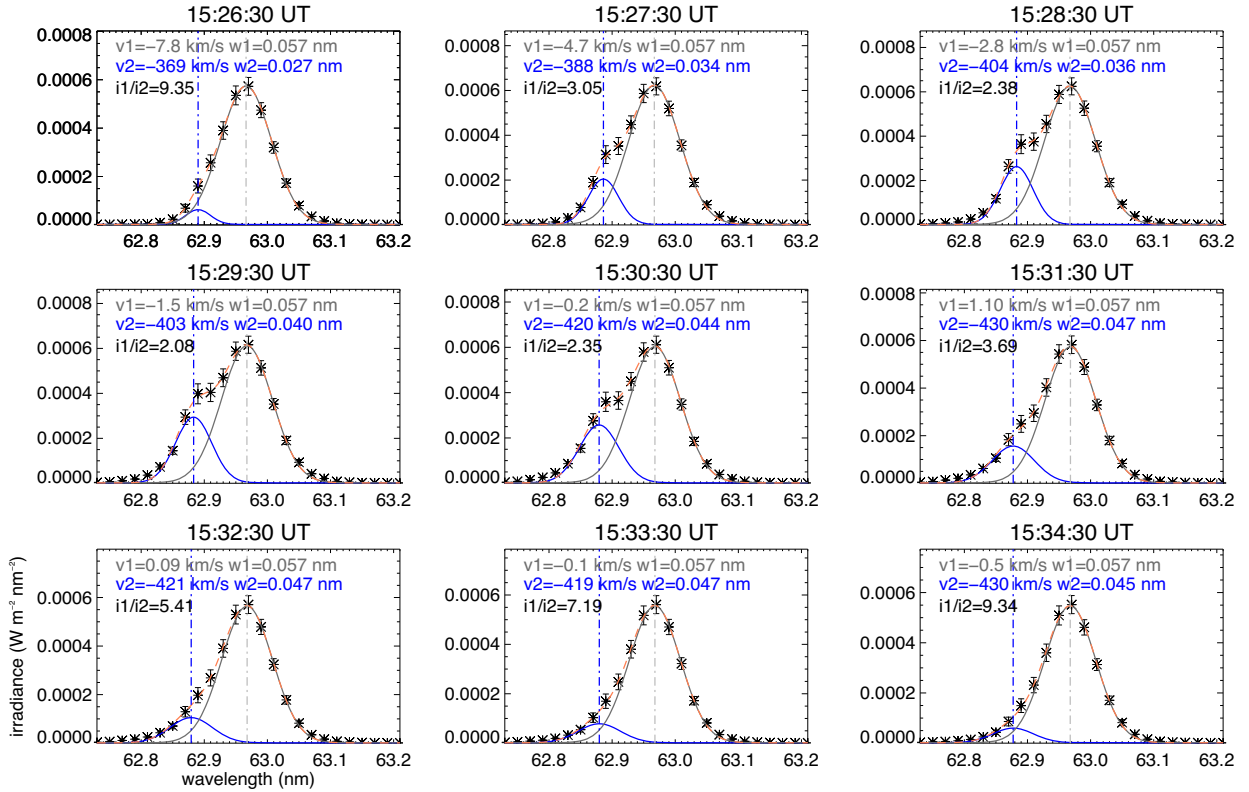 15:26:30 UT
v1=−7.8 km/s w1=0.057 nm
v2=−369 km/s w2=0.027 nm
i1/i2=9.35
0.0008
0.0006
0.0004
0.0002
0.0000
62.8 62.9 63.0 63.1 63.2
15:27:30 UT
v1=−4.7 km/s w1=0.057 nm
v2=−388 km/s w2=0.034 nm
i1/i2=3.05
0.0008
0.0006
0.0004
0.0002
0.0000
62.8 62.9 63.0 63.1 63.2
15:28:30 UT
v1=−2.8 km/s w1=0.057 nm
v2=−404 km/s w2=0.036 nm
i1/i2=2.38
0.0008
0.0006
0.0004
0.0002
0.0000
62.8 62.9 63.0 63.1 63.2
15:29:30 UT
v1=−1.5 km/s w1=0.057 nm
v2=−403 km/s w2=0.040 nm
i1/i2=2.08
0.0008
0.0006
0.0004
0.0002
0.0000
62.8 62.9 63.0 63.1 63.2
15:30:30 UT
v1=−0.2 km/s w1=0.057 nm
v2=−420 km/s w2=0.044 nm
i1/i2=2.35
0.0008
0.0006
0.0004
0.0002
0.0000
62.8 62.9 63.0 63.1 63.2
15:31:30 UT
v1=1.10 km/s w1=0.057 nm
v2=−430 km/s w2=0.047 nm
i1/i2=3.69
0.0008
0.0006
0.0004
0.0002
0.0000
62.8 62.9 63.0 63.1 63.2
15:32:30 UT
v1=0.09 km/s w1=0.057 nm
v2=−421 km/s w2=0.047 nm
i1/i2=5.41
0.0006
0.0004
0.0002
0.0000
62.8 62.9 63.0 63.1 63.2
irradiance (W m⁻² nm⁻²)
wavelength (nm)
15:33:30 UT
v1=−0.1 km/s w1=0.057 nm
v2=−419 km/s w2=0.047 nm
i1/i2=7.19
0.0006
0.0004
0.0002
0.0000
62.8 62.9 63.0 63.1 63.2
15:34:30 UT
v1=−0.5 km/s w1=0.057 nm
v2=−430 km/s w2=0.045 nm
i1/i2=9.34
0.0006
0.0004
0.0002
0.0000
62.8 62.9 63.0 63.1 63.2